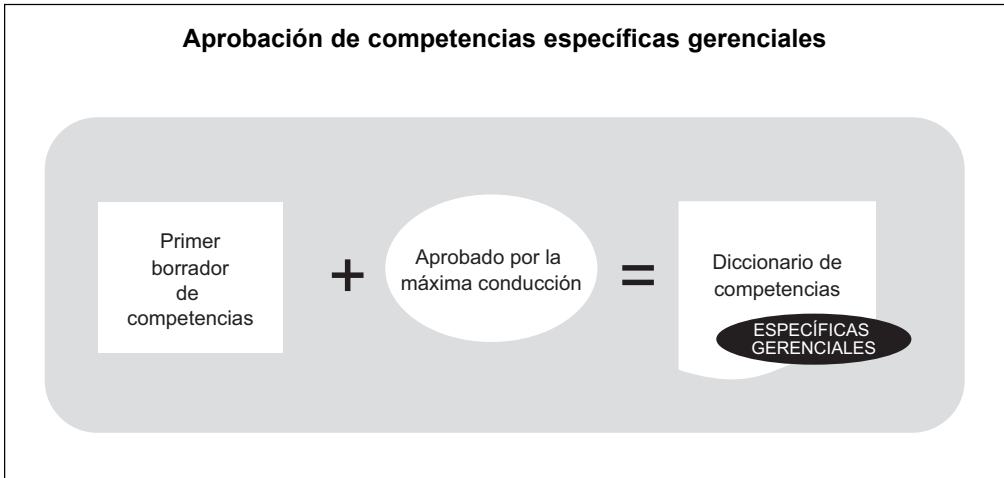 Aprobación de competencias específicas gerenciales
Primer
borrador
de
competencias
+
Aprobado por la
máxima conducción
=
Diccionario de
competencias
ESPECÍFICAS
GERENCIALES